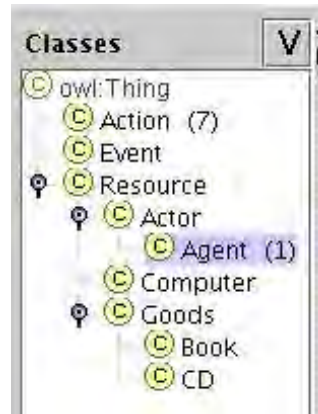 Classes V
C owl:Thing
C Action (7)
C Event
C Resource
C Actor
C Agent (1)
C Computer
C Goods
C Book
C CD